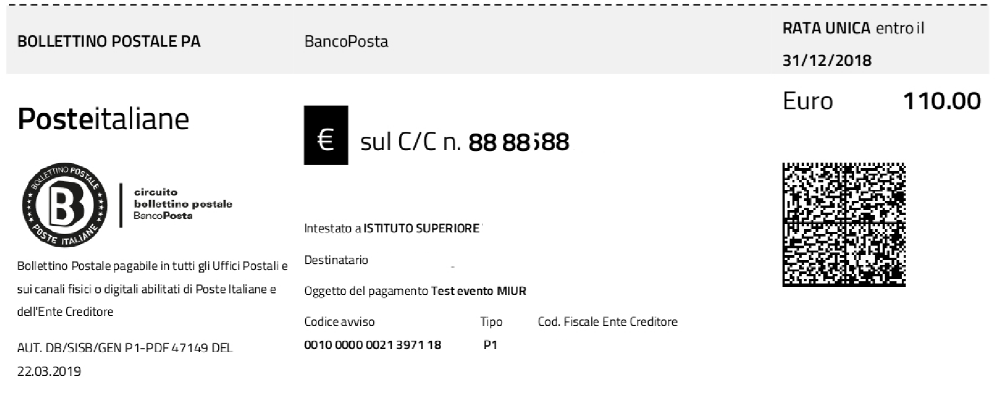 BOLLETTINO POSTALE PA
BancoPosta
RATA UNICA entro il
31/12/2018
Euro 110.00
Posteitaliane
€ sul C/C n. 88 88 88
BOLLETTINO POSTALE
B
POSTE ITALIANE
circuito
bollettino postale
BancoPosta
Bollettino Postale pagabile in tutti gli Uffici Postali e
sui canali fisici o digitali abilitati di Poste Italiane e
dell'Ente Creditore
AUT. DB/SISB/GEN P1-PDF 47149 DEL
22.03.2019
Intestato a ISTITUTO SUPERIORE
Destinatario
Oggetto del pagamento Test evento MIUR
Codice avviso Tipo Cod. Fiscale Ente Creditore
0010 0000 0021 3971 18 P1